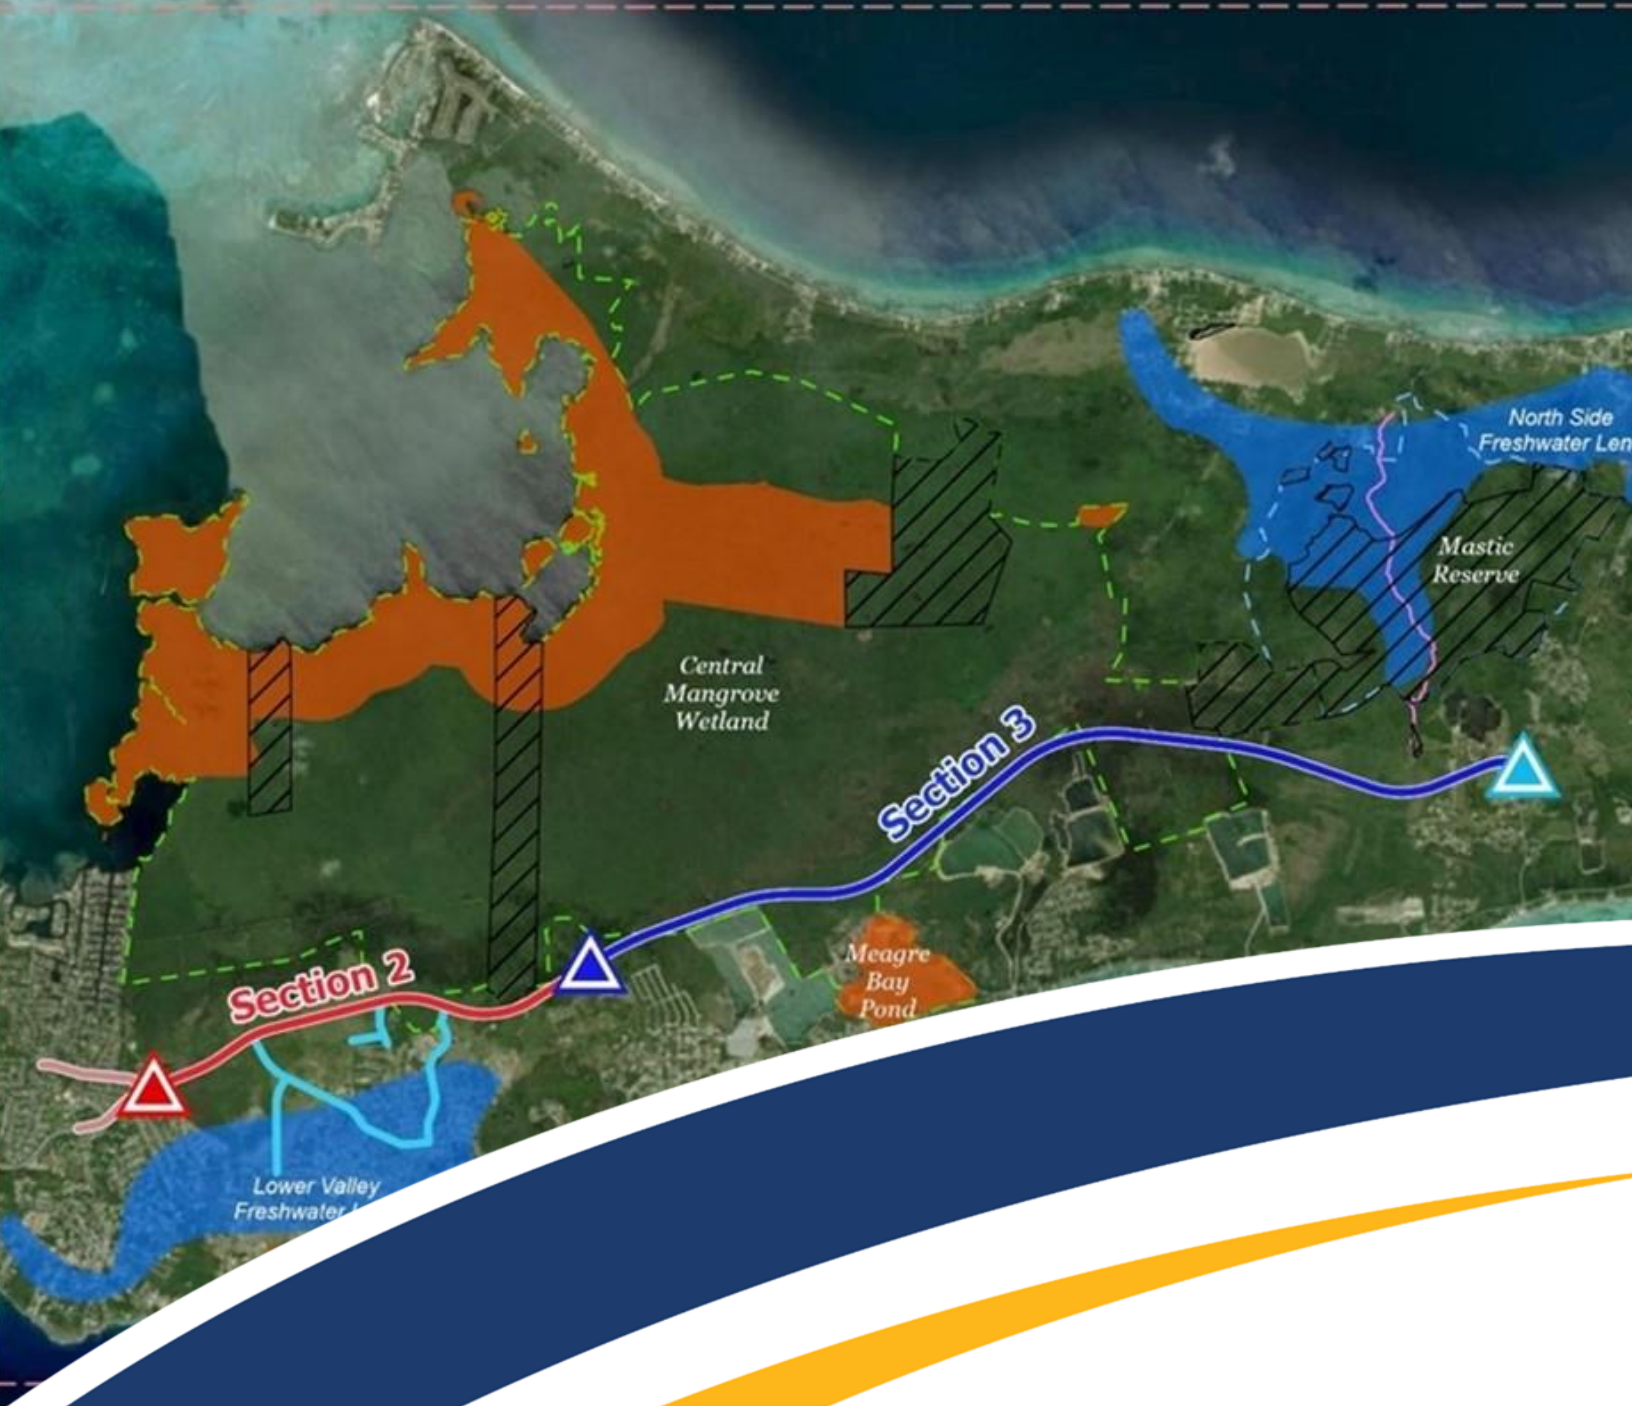 North Side
Freshwater Len
Mastic
Reserve
Central
Mangrove
Wetland
Section 3
Meagre
Bay
Pond
Section 2
Lower Valley
Freshwater